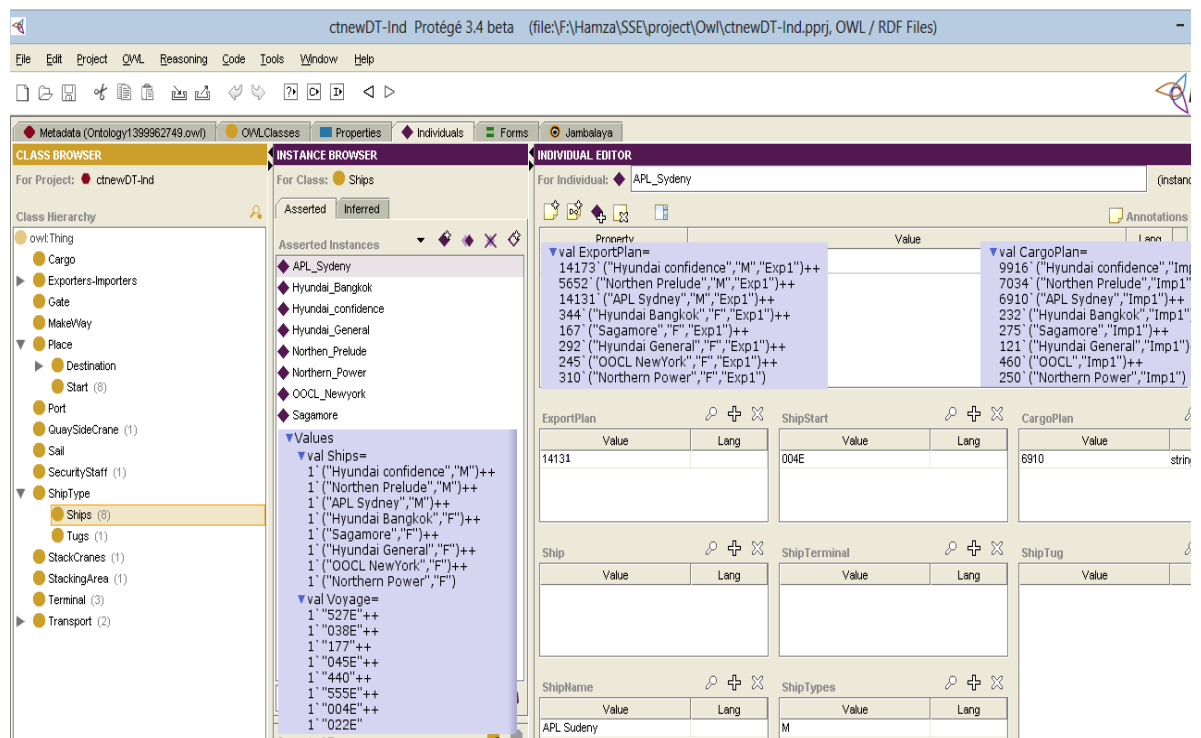 ctnewDT-Ind Protégé 3.4 beta (file:\F:\Hamza\SSE\project\Owl\ctnewDT-Ind.pprj, OWL / RDF Files)
File Edit Project OWL Reasoning Code Tools Window Help
Metadata (Ontology1399962749.owl) OWLClasses Properties Individuals Forms Jambalaya
CLASS BROWSER
For Project: ctnewDT-Ind
Class Hierarchy
owl:Thing
Cargo
Exporters-Importers
Gate
MakeWay
Place
Destination
Start (8)
Port
QuaySideCrane (1)
Sail
SecurityStaff (1)
ShipType
Ships (8)
Tugs (1)
StackCranes (1)
StackingArea (1)
Terminal (3)
Transport (2)
INSTANCE BROWSER
For Class: Ships
Asserted Inferred
Asserted Instances
APL_Sydeny
Hyundai_Bangkok
Hyundai_confidence
Hyundai_General
Northen_Prelude
Northern_Power
OOCL_Newyork
Sagamore
Values
val Ships=
1`("Hyundai confidence","M")++
1`("Northen Prelude","M")++
1`("APL Sydney","M")++
1`("Hyundai Bangkok","F")++
1`("Sagamore","F")++
1`("Hyundai General","F")++
1`("OOCL NewYork","F")++
1`("Northern Power","F")
val Voyage=
1`"527E"++
1`"038E"++
1`"177"++
1`"045E"++
1`"440"++
1`"555E"++
1`"004E"++
1`"022E"
INDIVIDUAL EDITOR
For Individual: APL_Sydeny (instanc
Annotations
Property Value Lang
val ExportPlan=
14173`("Hyundai confidence","M","Exp1")++
5652`("Northen Prelude","M","Exp1")++
14131`("APL Sydney","M","Exp1")++
344`("Hyundai Bangkok","F","Exp1")++
167`("Sagamore","F","Exp1")++
292`("Hyundai General","F","Exp1")++
245`("OOCL NewYork","F","Exp1")++
310`("Northern Power","F","Exp1")
val CargoPlan=
9916`("Hyundai confidence","Imp
7034`("Northen Prelude","Imp1"
6910`("APL Sydney","Imp1")++
232`("Hyundai Bangkok","Imp1"
275`("Sagamore","Imp1")++
121`("Hyundai General","Imp1")
460`("OOCL","Imp1")++
250`("Northern Power","Imp1")
ExportPlan ShipStart CargoPlan
Value Lang Value Lang Value
14131 004E 6910 string
Ship ShipTerminal ShipTug
Value Lang Value Lang Value
ShipName ShipTypes
Value Lang Value Lang
APL Sudeny M